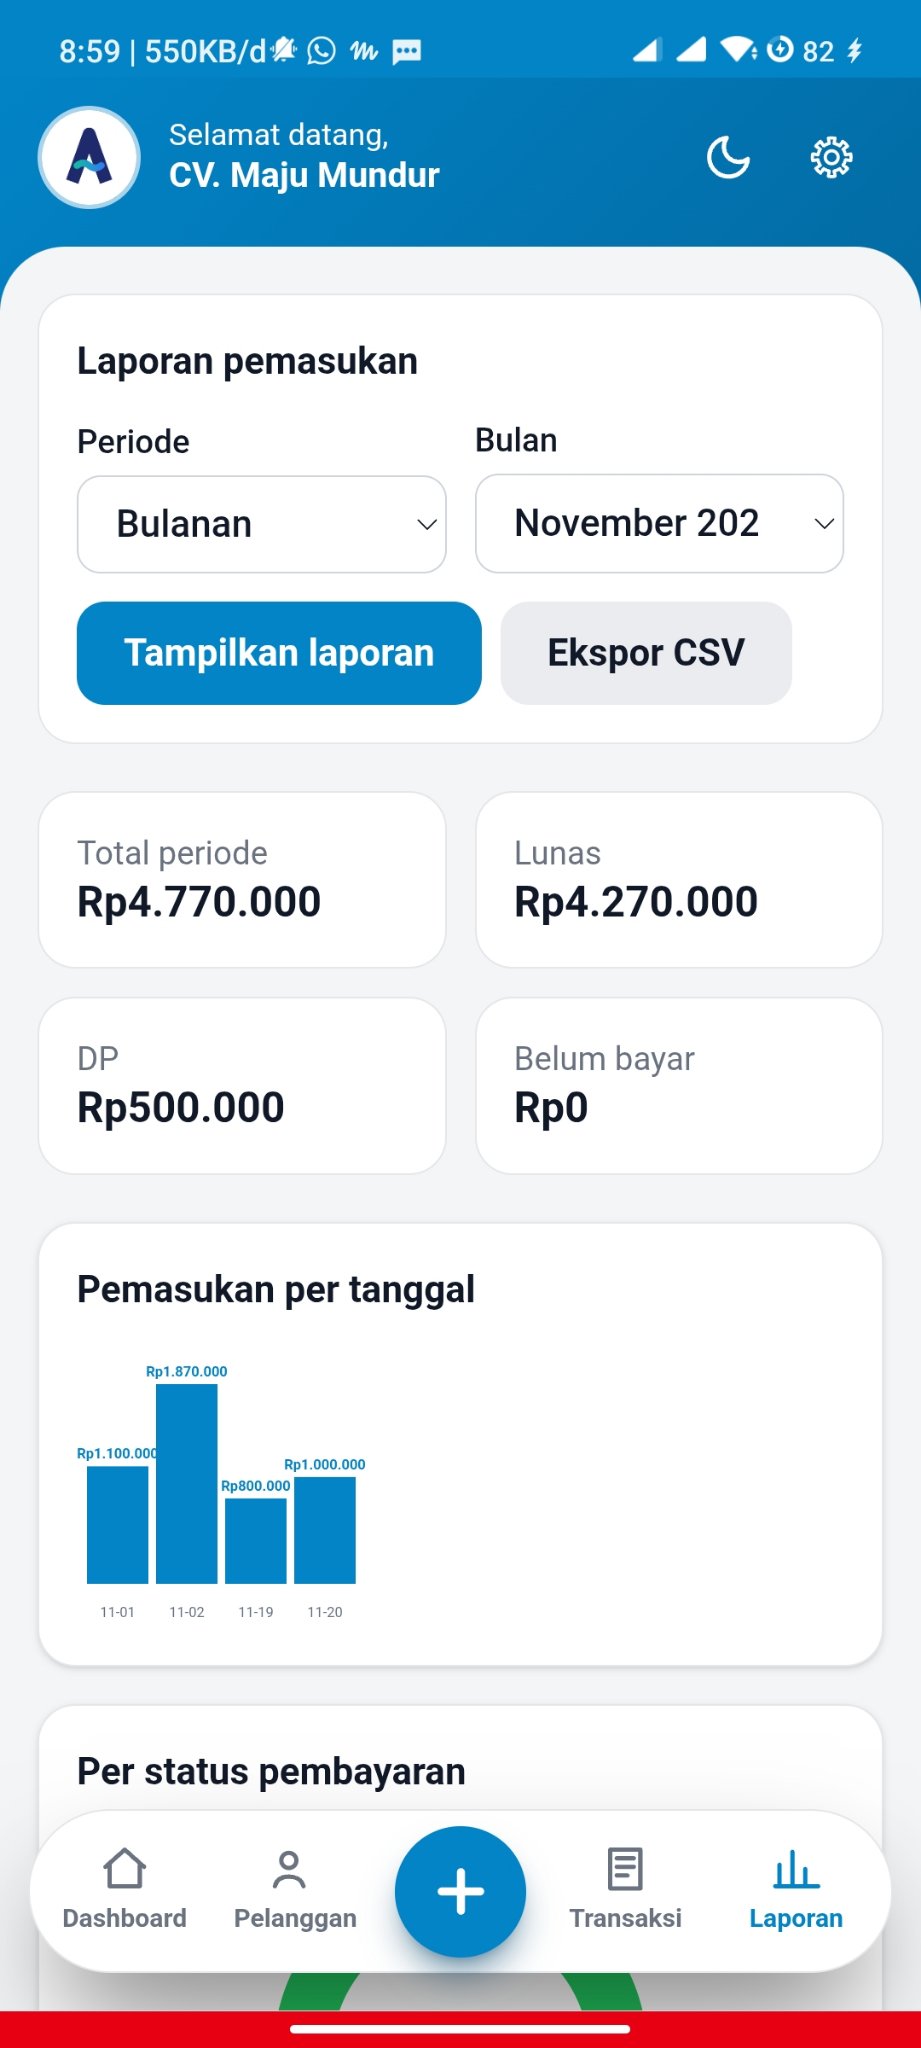 8:59 | 550KB/d
82
Selamat datang,
CV. Maju Mundur
Laporan pemasukan
Periode
Bulan
Bulanan
November 202
Tampilkan laporan
Ekspor CSV
Total periode
Rp4.770.000
Lunas
Rp4.270.000
DP
Rp500.000
Belum bayar
Rp0
Pemasukan per tanggal
Rp1.870.000
Rp1.100.000
Rp1.000.000
Rp800.000
11-01
11-02
11-19
11-20
Per status pembayaran
Dashboard
Pelanggan
Transaksi
Laporan